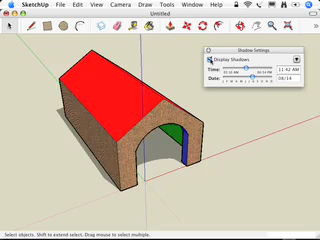 SketchUp File Edit View Camera Draw Tools Window Help
Untitled
Shadow Settings
Display Shadows
Time: 11:42 AM
J F M A M J J A S O N D
Date: 08/14
Select objects. Shift to extend select. Drag mouse to select multiple.